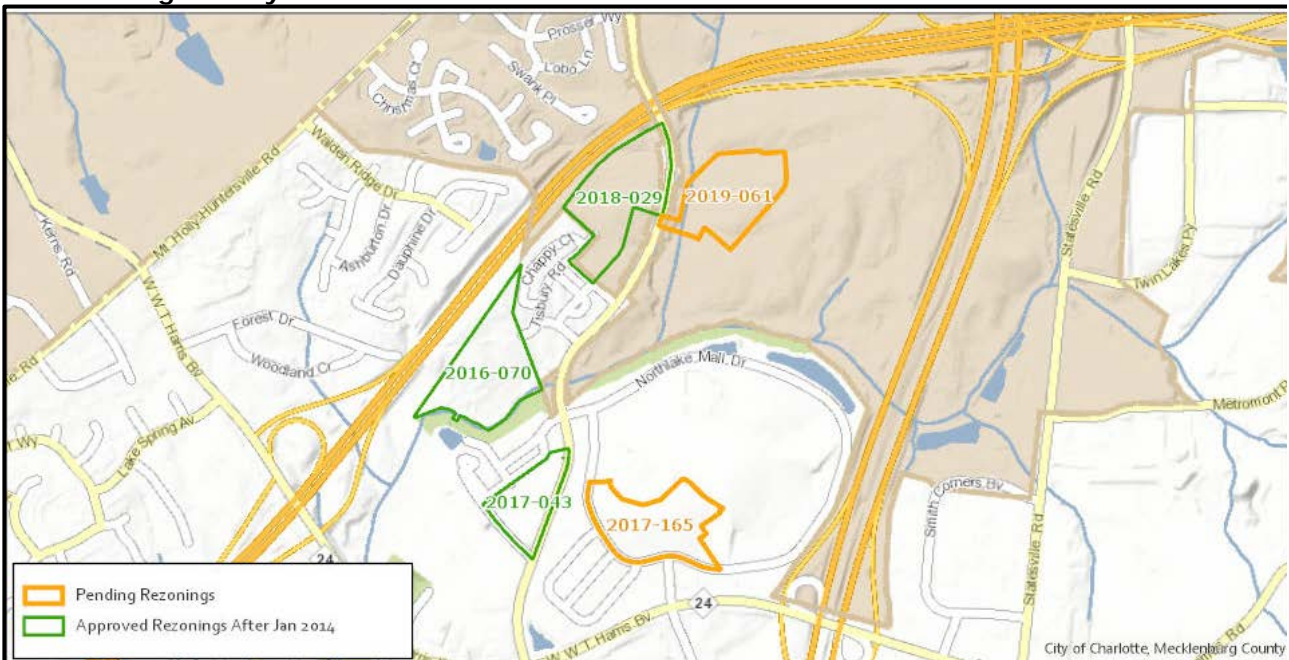 Prosser Wy
Lobo Ln
Swank Pl
Christmas Ct
Walden Ridge Dr
Mt Holly-Huntersville Rd
Kerns Rd
Ashburton Dr
Dauphine Dr
2018-029
2019-061
Statesville Rd
Twin Lakes Py
Chappy Ct
Tisbury Rd
W W T Harris Bv
Forest Dr
Woodland Cr
2016-070
Northlake Mall Dr
Lake Spring Av
Smith Corners Bv
2017-043
2017-165
Statesville Rd
24
24
W W T Harris Bv
Pending Rezonings
Approved Rezonings After Jan 2014
City of Charlotte, Mecklenburg County